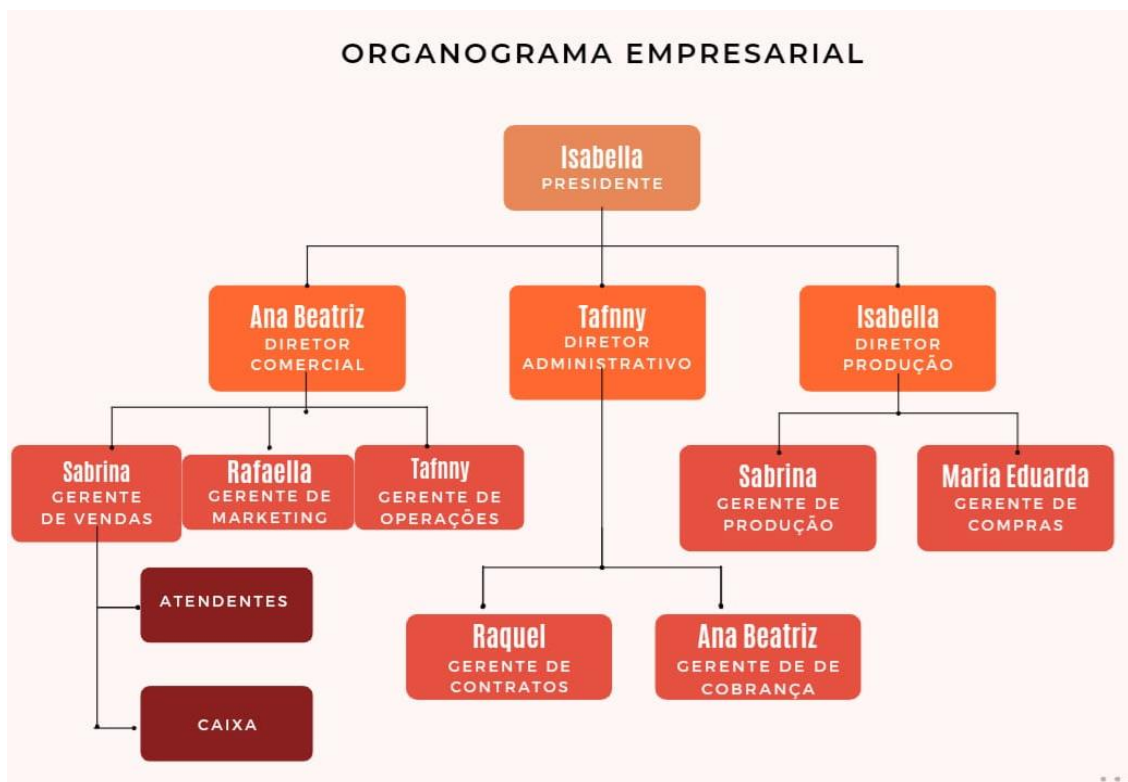 ORGANOGRAMA EMPRESARIAL
Isabella
PRESIDENTE
Ana Beatriz
DIRETOR
COMERCIAL
Tafnny
DIRETOR
ADMINISTRATIVO
Isabella
DIRETOR
PRODUÇÃO
Sabrina
GERENTE
DE VENDAS
Rafaella
GERENTE DE
MARKETING
Tafnny
GERENTE DE
OPERAÇÕES
Sabrina
GERENTE DE
PRODUÇÃO
Maria Eduarda
GERENTE DE
COMPRAS
ATENDENTES
CAIXA
Raquel
GERENTE DE
CONTRATOS
Ana Beatriz
GERENTE DE DE
COBRANÇA